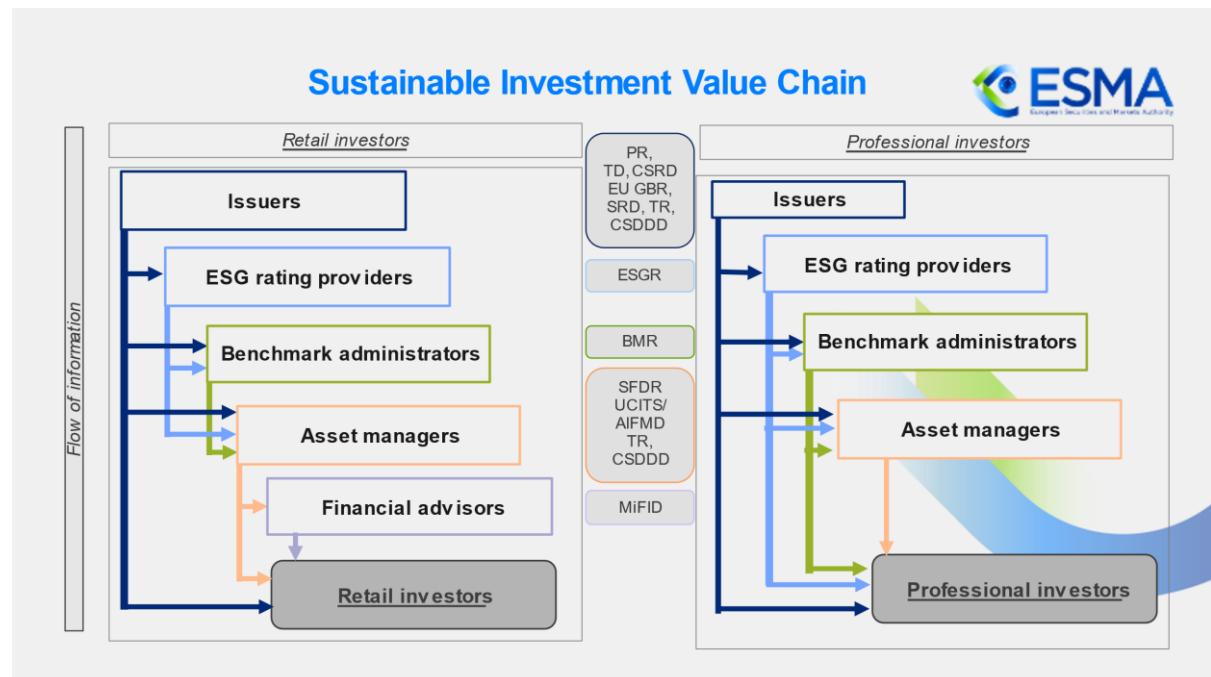 Sustainable Investment Value Chain
ESMA
European Securities and Markets Authority
Flow of information
Retail investors
Issuers
ESG rating providers
Benchmark administrators
Asset managers
Financial advisors
Retail investors
PR,
TD, CSRD
EU GBR,
SRD, TR,
CSDDD
ESGR
BMR
SFDR
UCITS/
AIFMD
TR,
CSDDD
MiFID
Professional investors
Issuers
ESG rating providers
Benchmark administrators
Asset managers
Professional investors